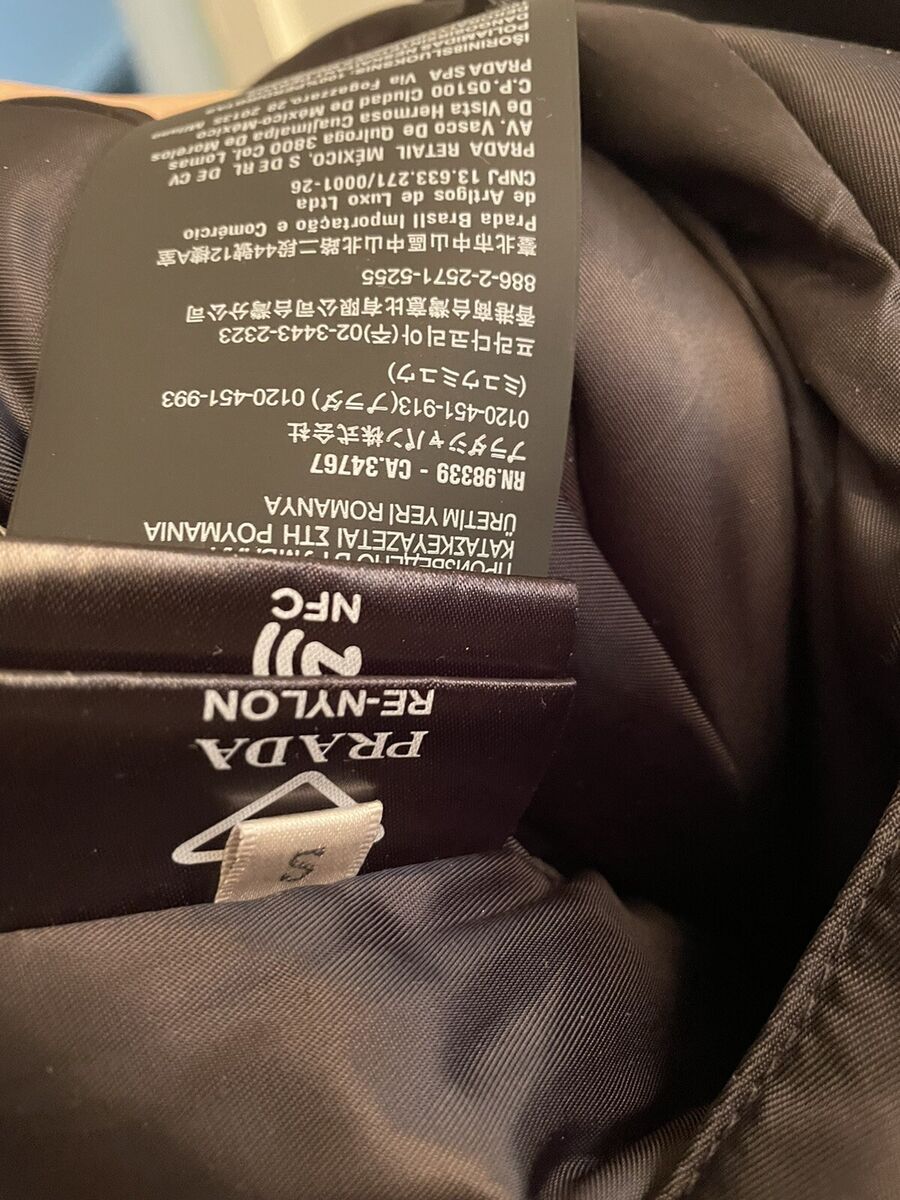 S
PRADA
RE-NYLON
NFC
ПРОИЗВЕДЕНО В
ΚΑΤΑΣΚΕΥΑΖΕΤΑΙ ΣΤΗ ΡΟΥΜΑΝΙΑ
ÜRETİM YERİ ROMANYA
RN.98339 - CA.34767
プラダジャパン株式会社
0120-451-913(プラダ) 0120-451-993
(ミュウミュウ)
프라다코리아(주)02-3443-2323
香港商台灣意比有限公司台灣分公司
886-2-2571-5255
臺北市中山區中山北路二段44號12樓A室
Prada Brasil Importação e Comércio
de Artigos de Luxo Ltda
CNPJ 13.633.271/0001-26
PRADA RETAIL MÉXICO, S DE RL DE CV
AV. Vasco De Quiroga 3800 Col. Lomas
De Vista Hermosa Cuajimalpa De Morelos
C.P. 05100 Ciudad De México-México
PRADA SPA Via Fogazzaro,28 20135 Milano